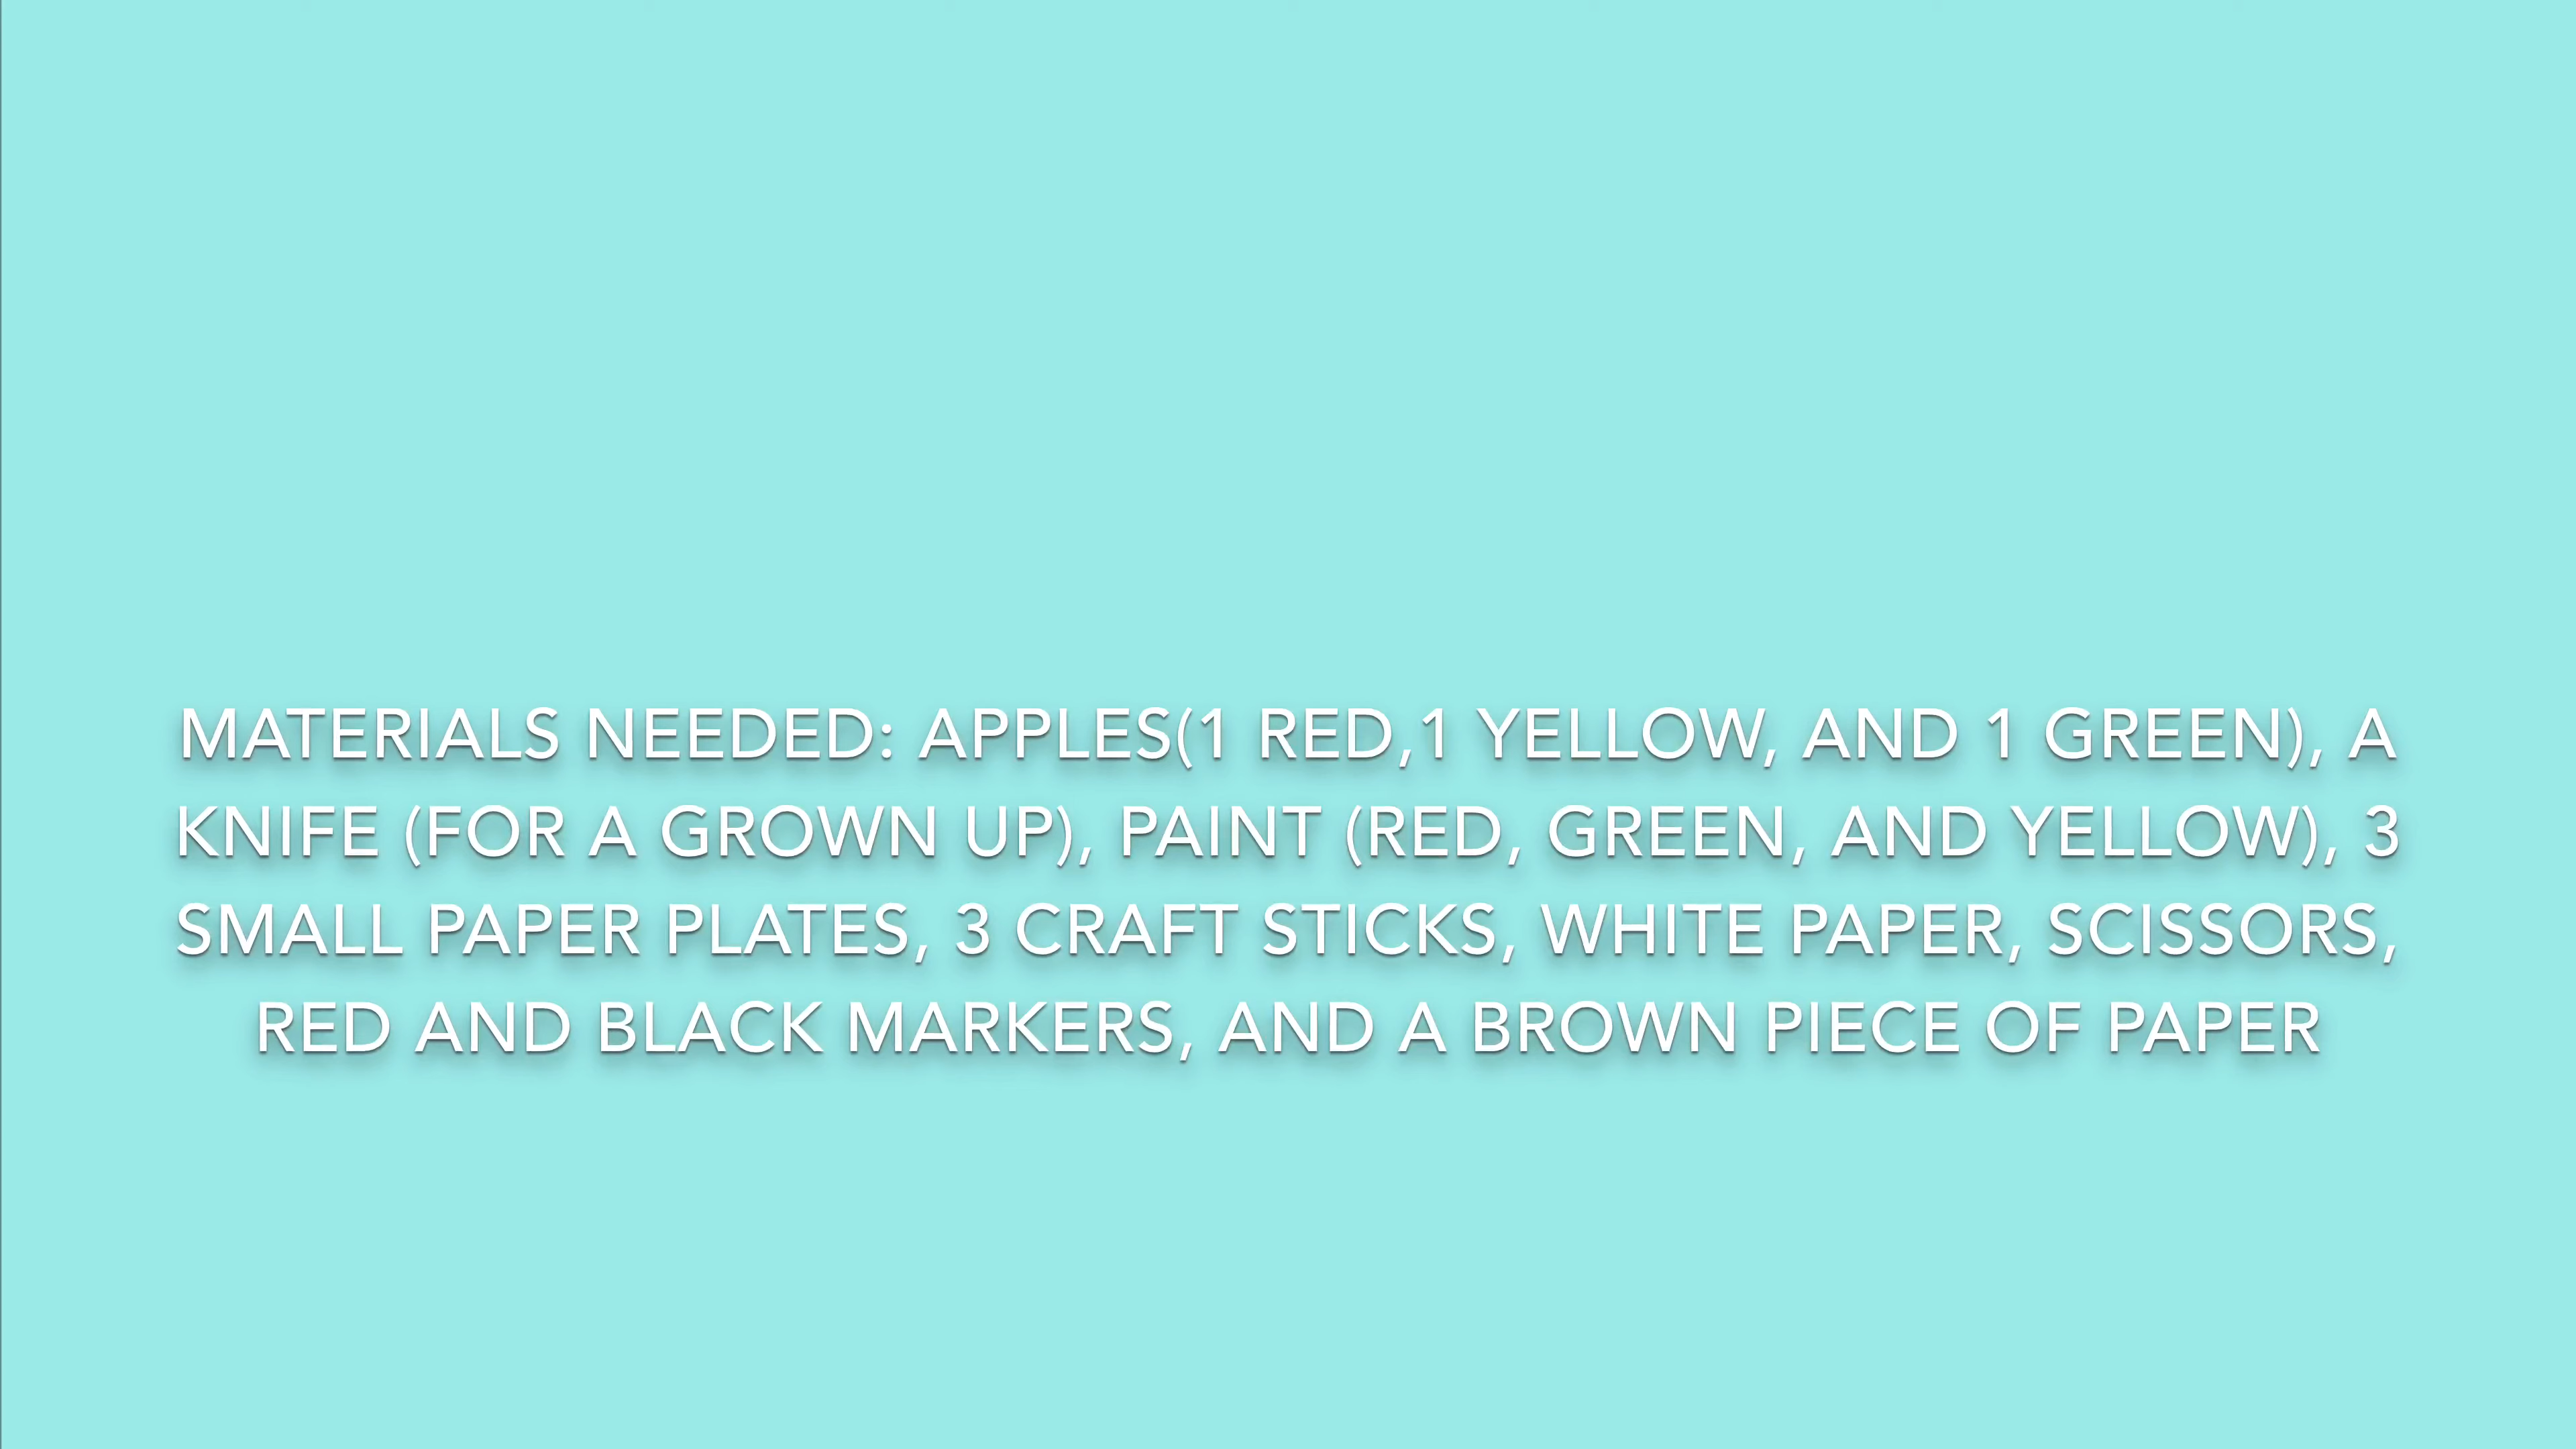 MATERIALS NEEDED: APPLES(1 RED,1 YELLOW, AND 1 GREEN), A
KNIFE (FOR A GROWN UP), PAINT (RED, GREEN, AND YELLOW), 3
SMALL PAPER PLATES, 3 CRAFT STICKS, WHITE PAPER, SCISSORS,
RED AND BLACK MARKERS, AND A BROWN PIECE OF PAPER